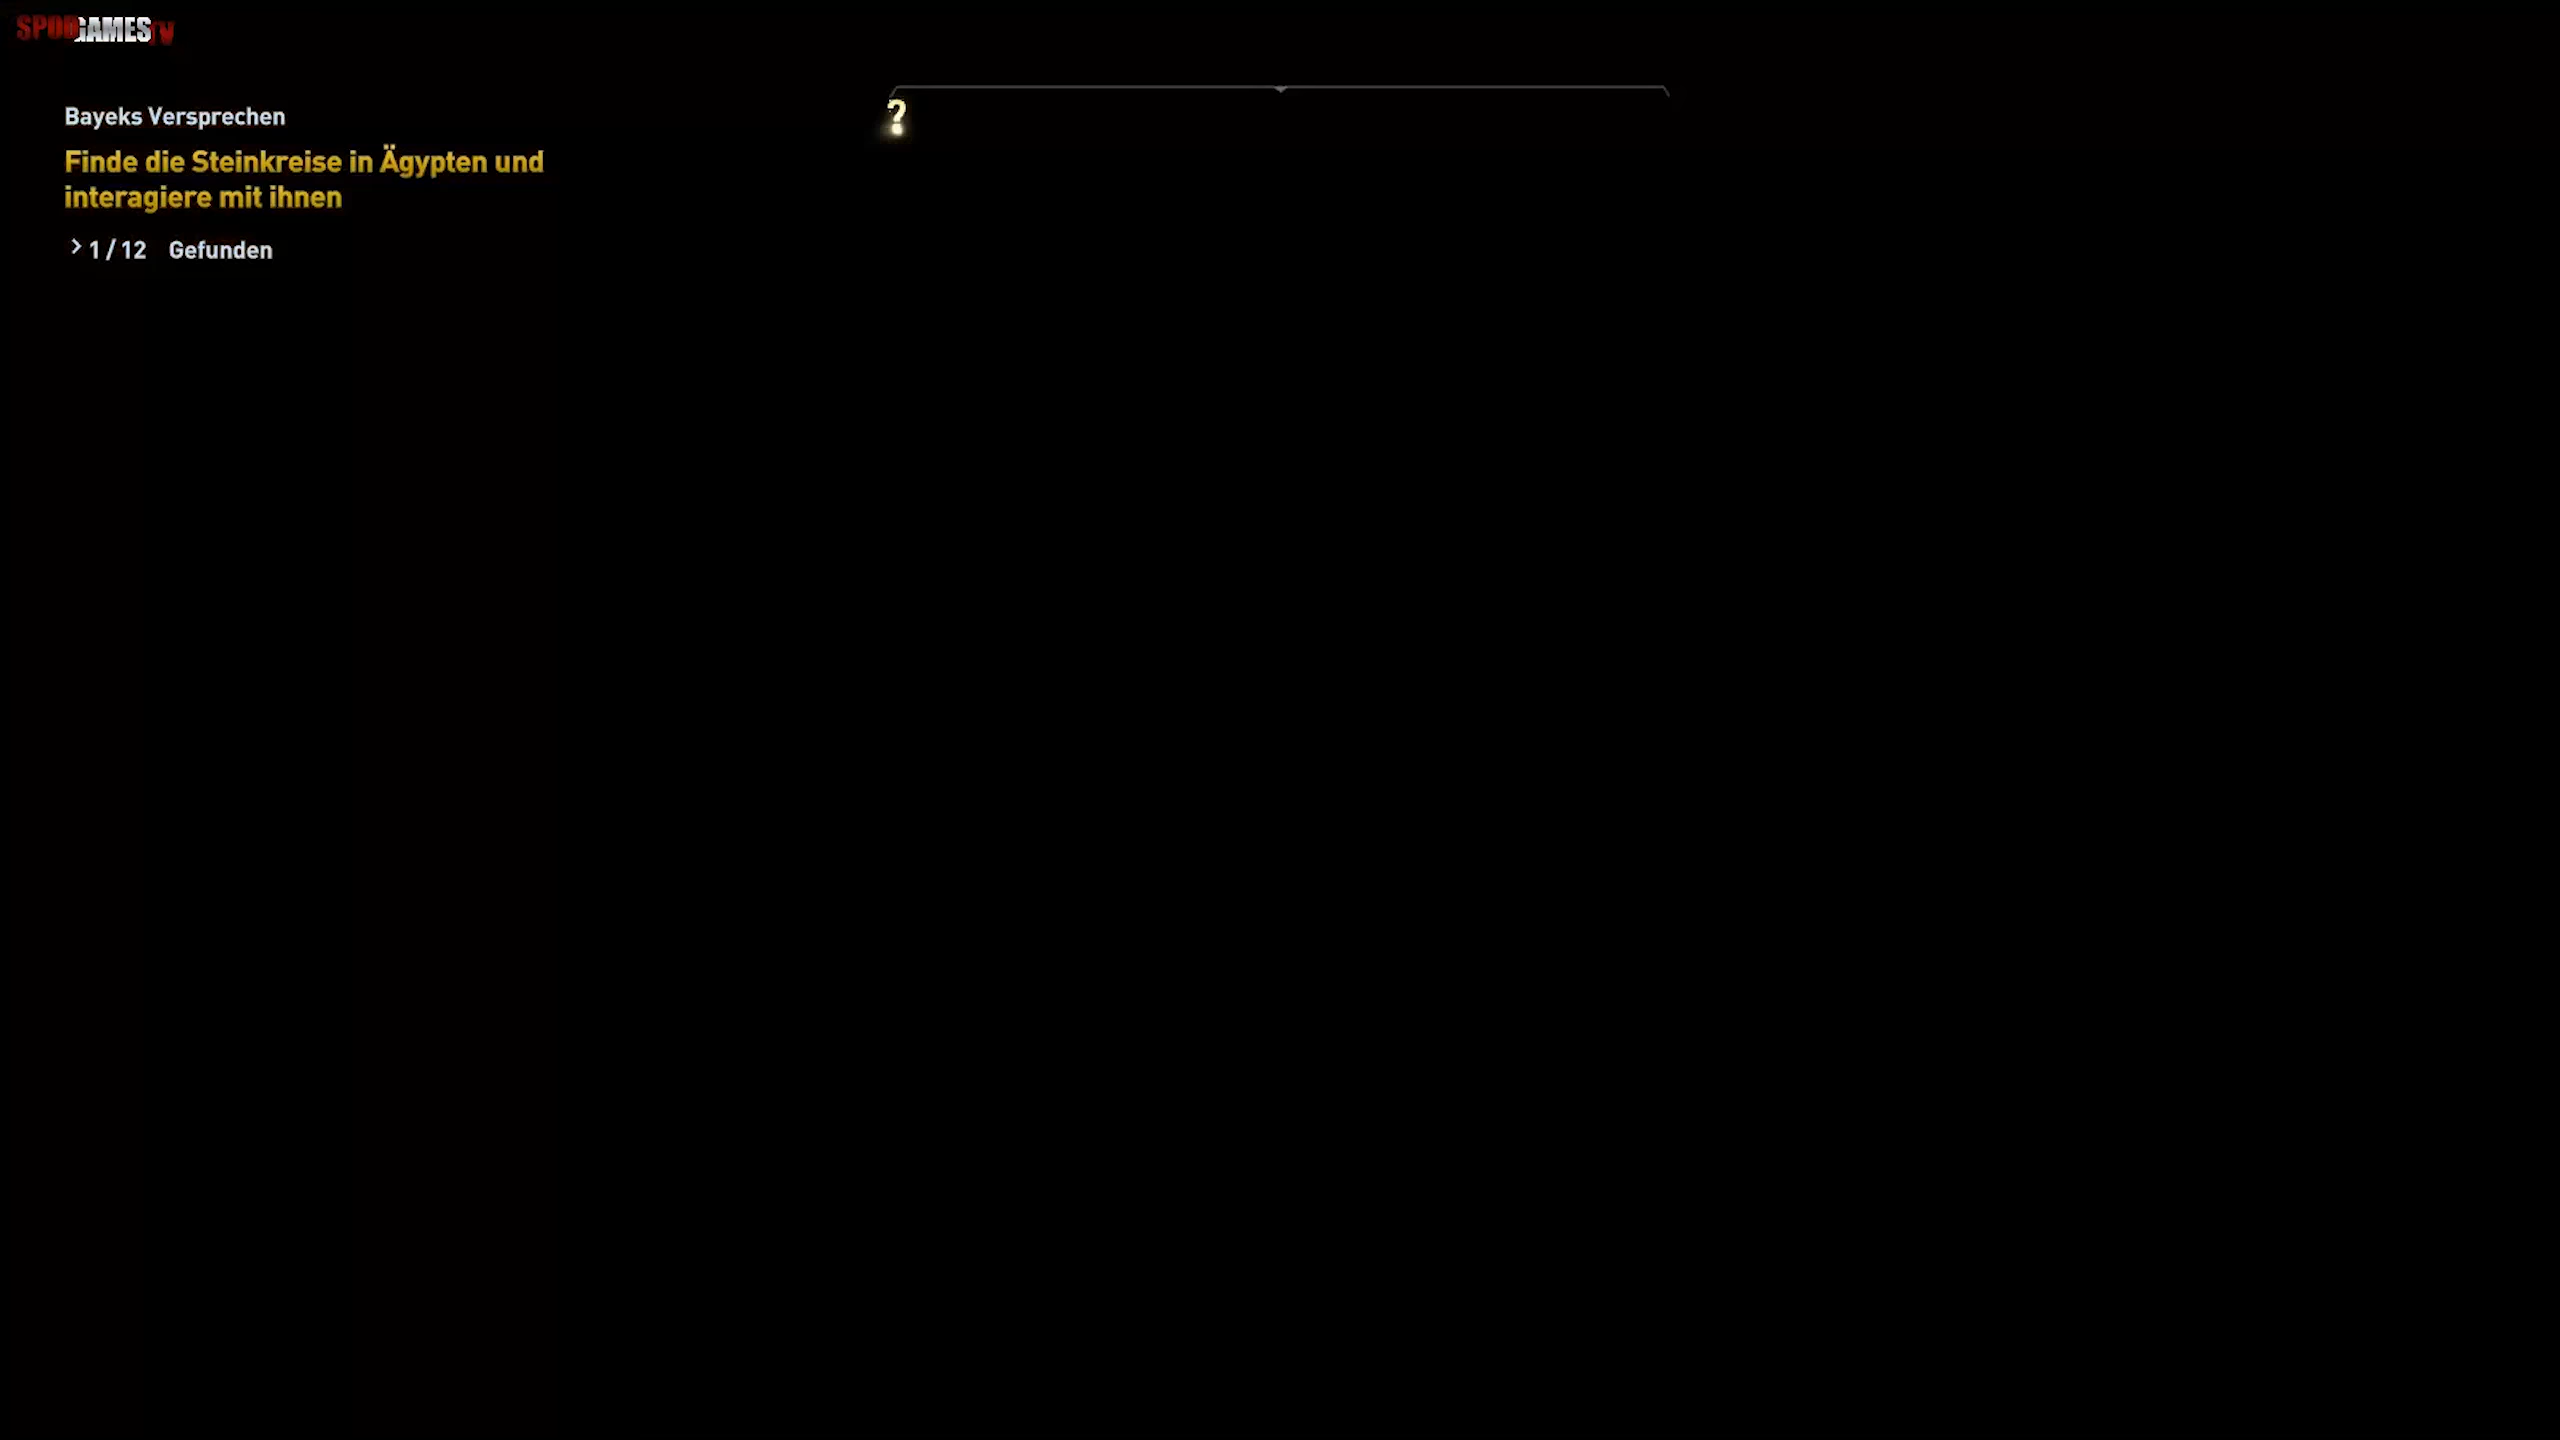 Bayeks Versprechen
?
Finde die Steinkreise in Ägypten und
interagiere mit ihnen
1 / 12 Gefunden